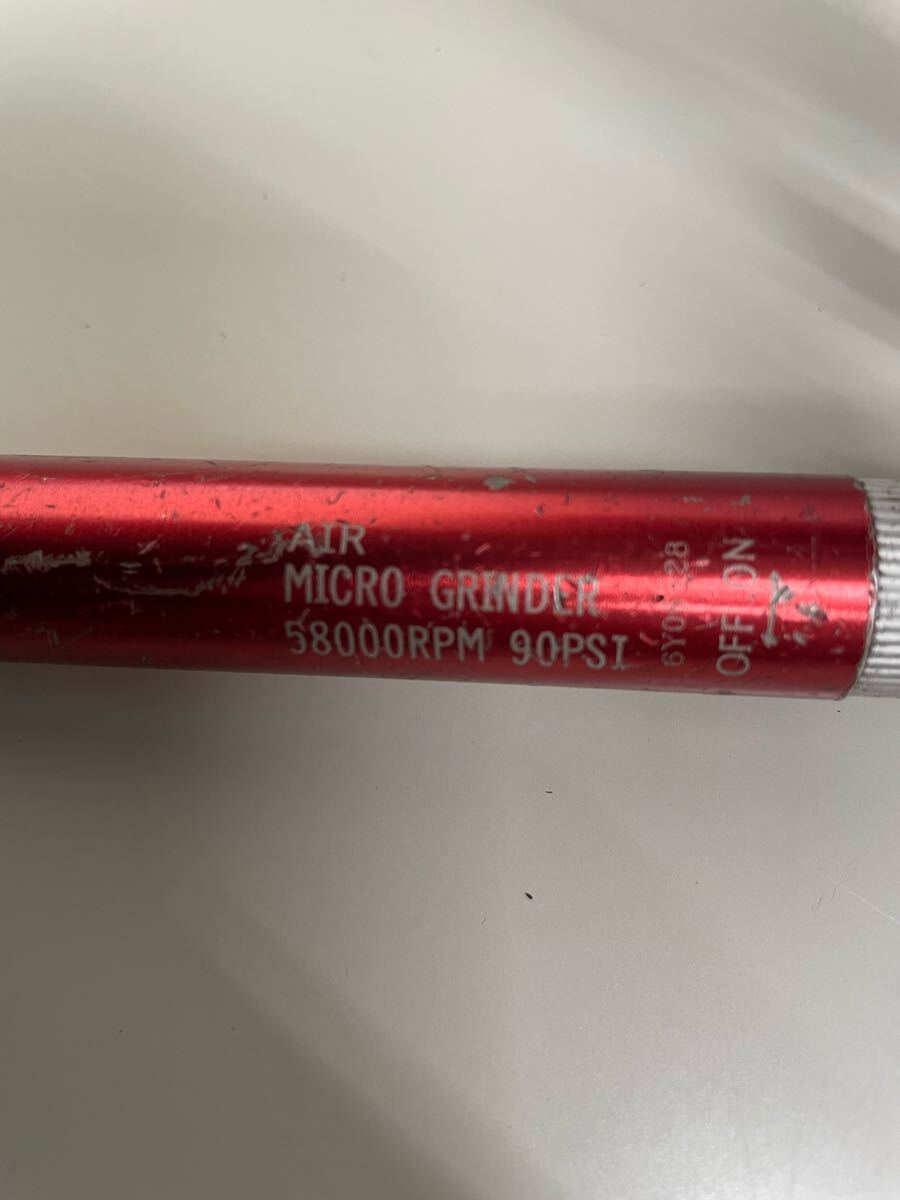 AIR
MICRO GRINDER
58000RPM 90PSI
OFF ON